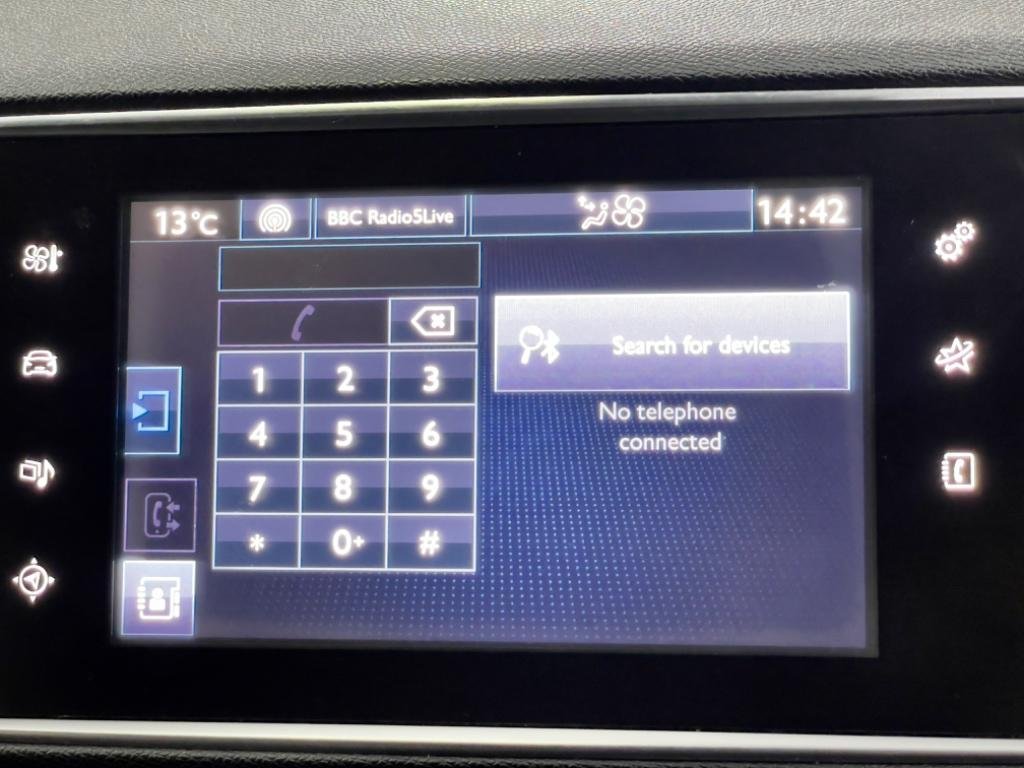 13°C
BBC Radio5Live
14:42
Search for devices
No telephone
connected
1 2 3
4 5 6
7 8 9
* 0+ #